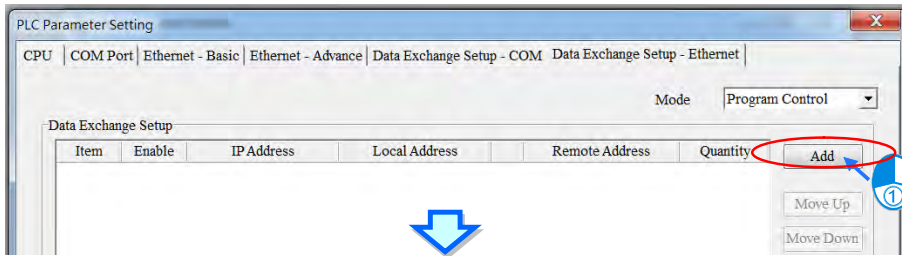 PLC Parameter Setting
CPU COM Port Ethernet - Basic Ethernet - Advance Data Exchange Setup - COM Data Exchange Setup - Ethernet
Mode Program Control
Data Exchange Setup
Item Enable IP Address Local Address Remote Address Quantity Add
①
Move Up
Move Down